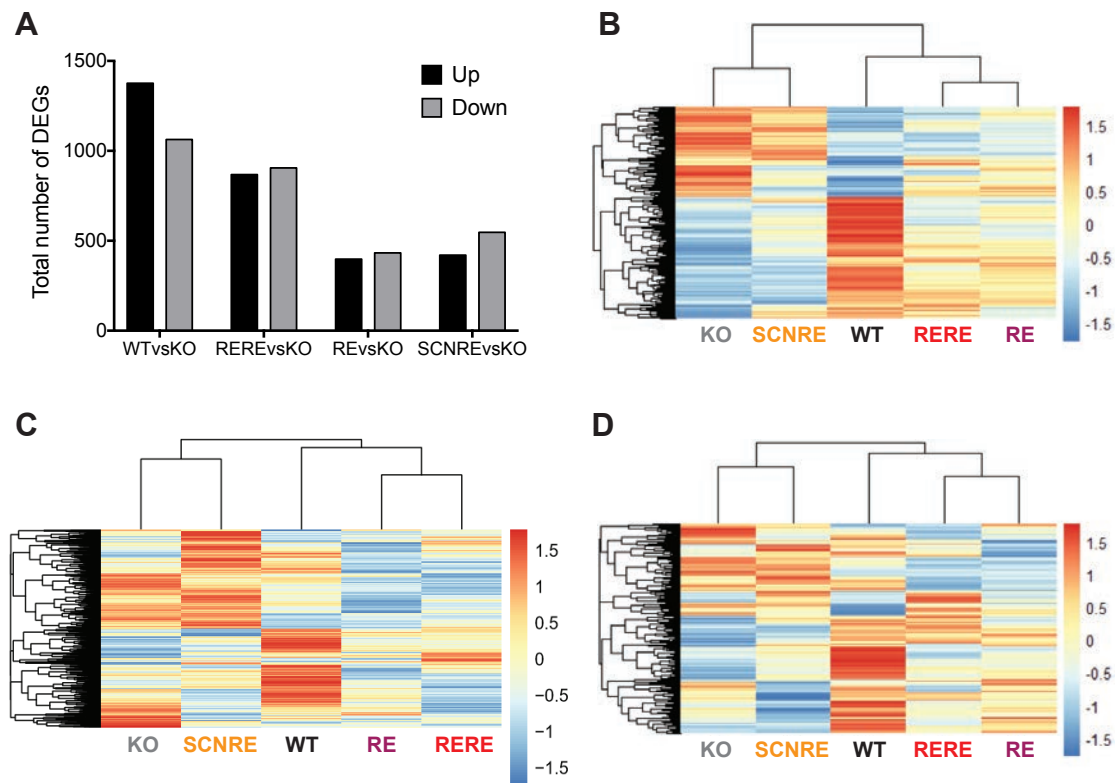 A
Total number of DEGs
1500
1000
500
0
Up
Down
WTvsKO REREvsKO REvsKO SCNREvsKO
B
1.5
1
0.5
0
-0.5
-1
-1.5
KO SCNRE WT RERE RE
C
1.5
1
0.5
0
−0.5
−1
−1.5
KO SCNRE WT RE RERE
D
1.5
1
0.5
0
-0.5
-1
-1.5
KO SCNRE WT RERE RE